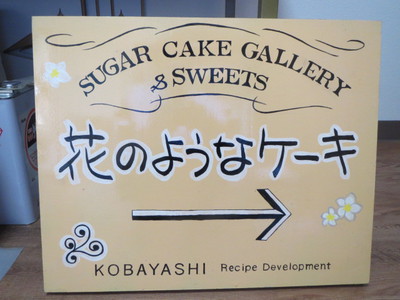 SUGAR CAKE GALLERY
& SWEETS
花のようなケーキ
KOBAYASHI Recipe Development